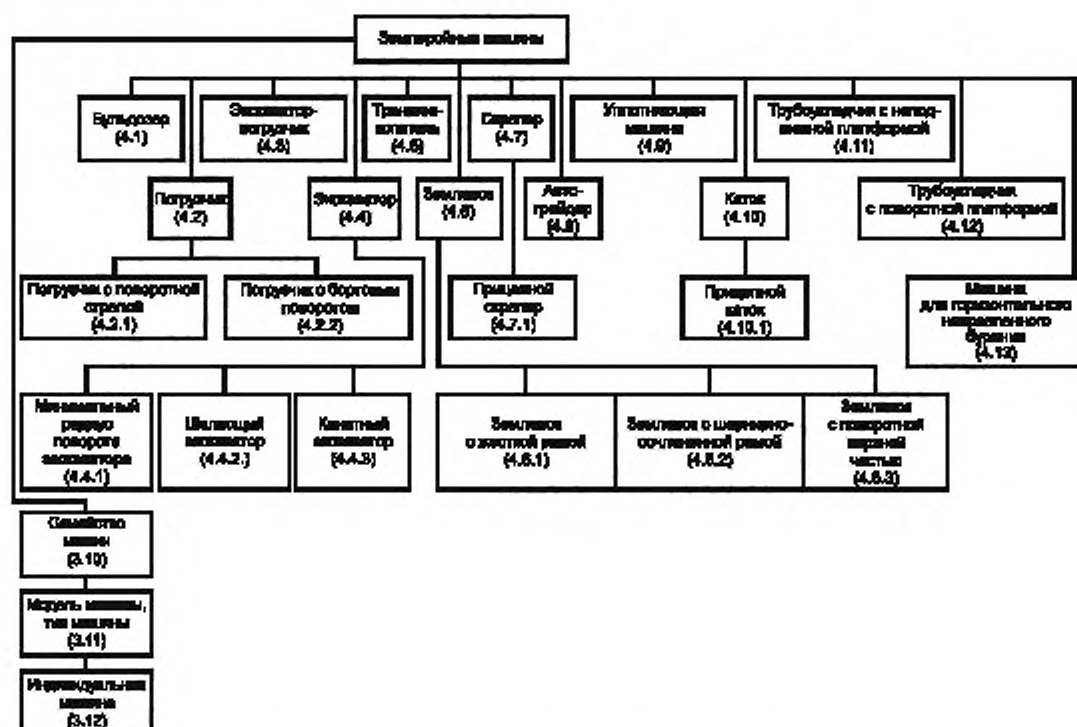 Землеройные машины
Бульдозер
(4.1)
Экскаватор-
погрузчик
(4.3)
Траншее-
копатель
(4.6)
Скрепер
(4.7)
Уплотняющая
машина
(4.9)
Трубоукладчик с непод-
вижной платформой
(4.11)
Погрузчик
(4.2)
Экскаватор
(4.4)
Землевоз
(4.5)
Авто-
грейдер
(4.8)
Каток
(4.10)
Трубоукладчик
с поворотной платформой
(4.12)
Погрузчик с поворотной
стрелой
(4.2.1)
Погрузчик с бортовым
поворотом
(4.2.2)
Прицепной
скрепер
(4.7.1)
Прицепной
каток
(4.10.1)
Машина
для горизонтального
направленного
бурения
(4.13)
Минимальный
радиус
поворота
экскаватора
(4.4.1)
Шагающий
экскаватор
(4.4.2.)
Канатный
экскаватор
(4.4.3)
Землевоз
с жесткой рамой
(4.5.1)
Землевоз с шарнирно-
сочлененной рамой
(4.5.2)
Землевоз
с поворотной
верхней
частью
(4.5.3)
Семейство
машин
(3.10)
Модель машины,
тип машины
(3.11)
Индивидуальная
машина
(3.12)